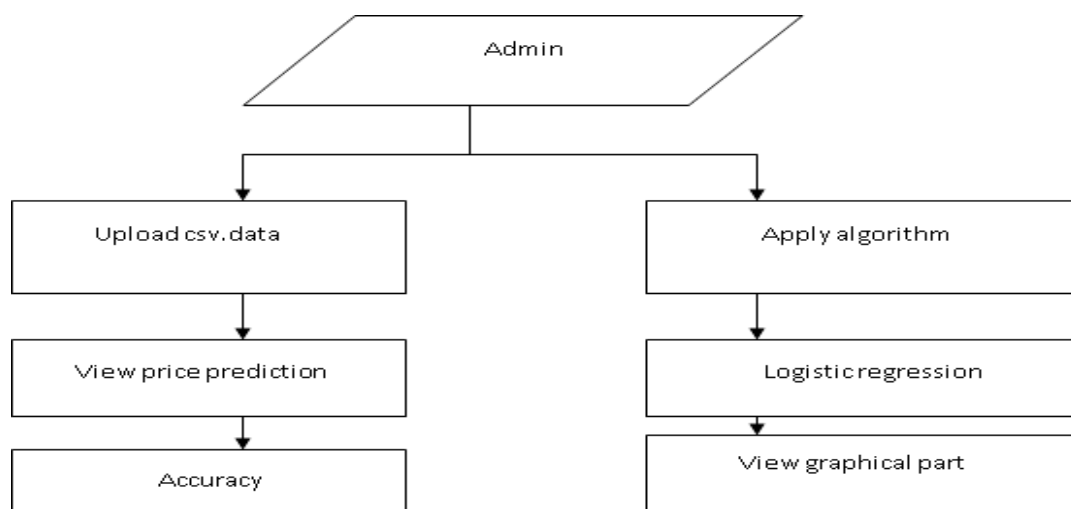 Admin
Upload csv.data
Apply algorithm
View price prediction
Logistic regression
Accuracy
View graphical part